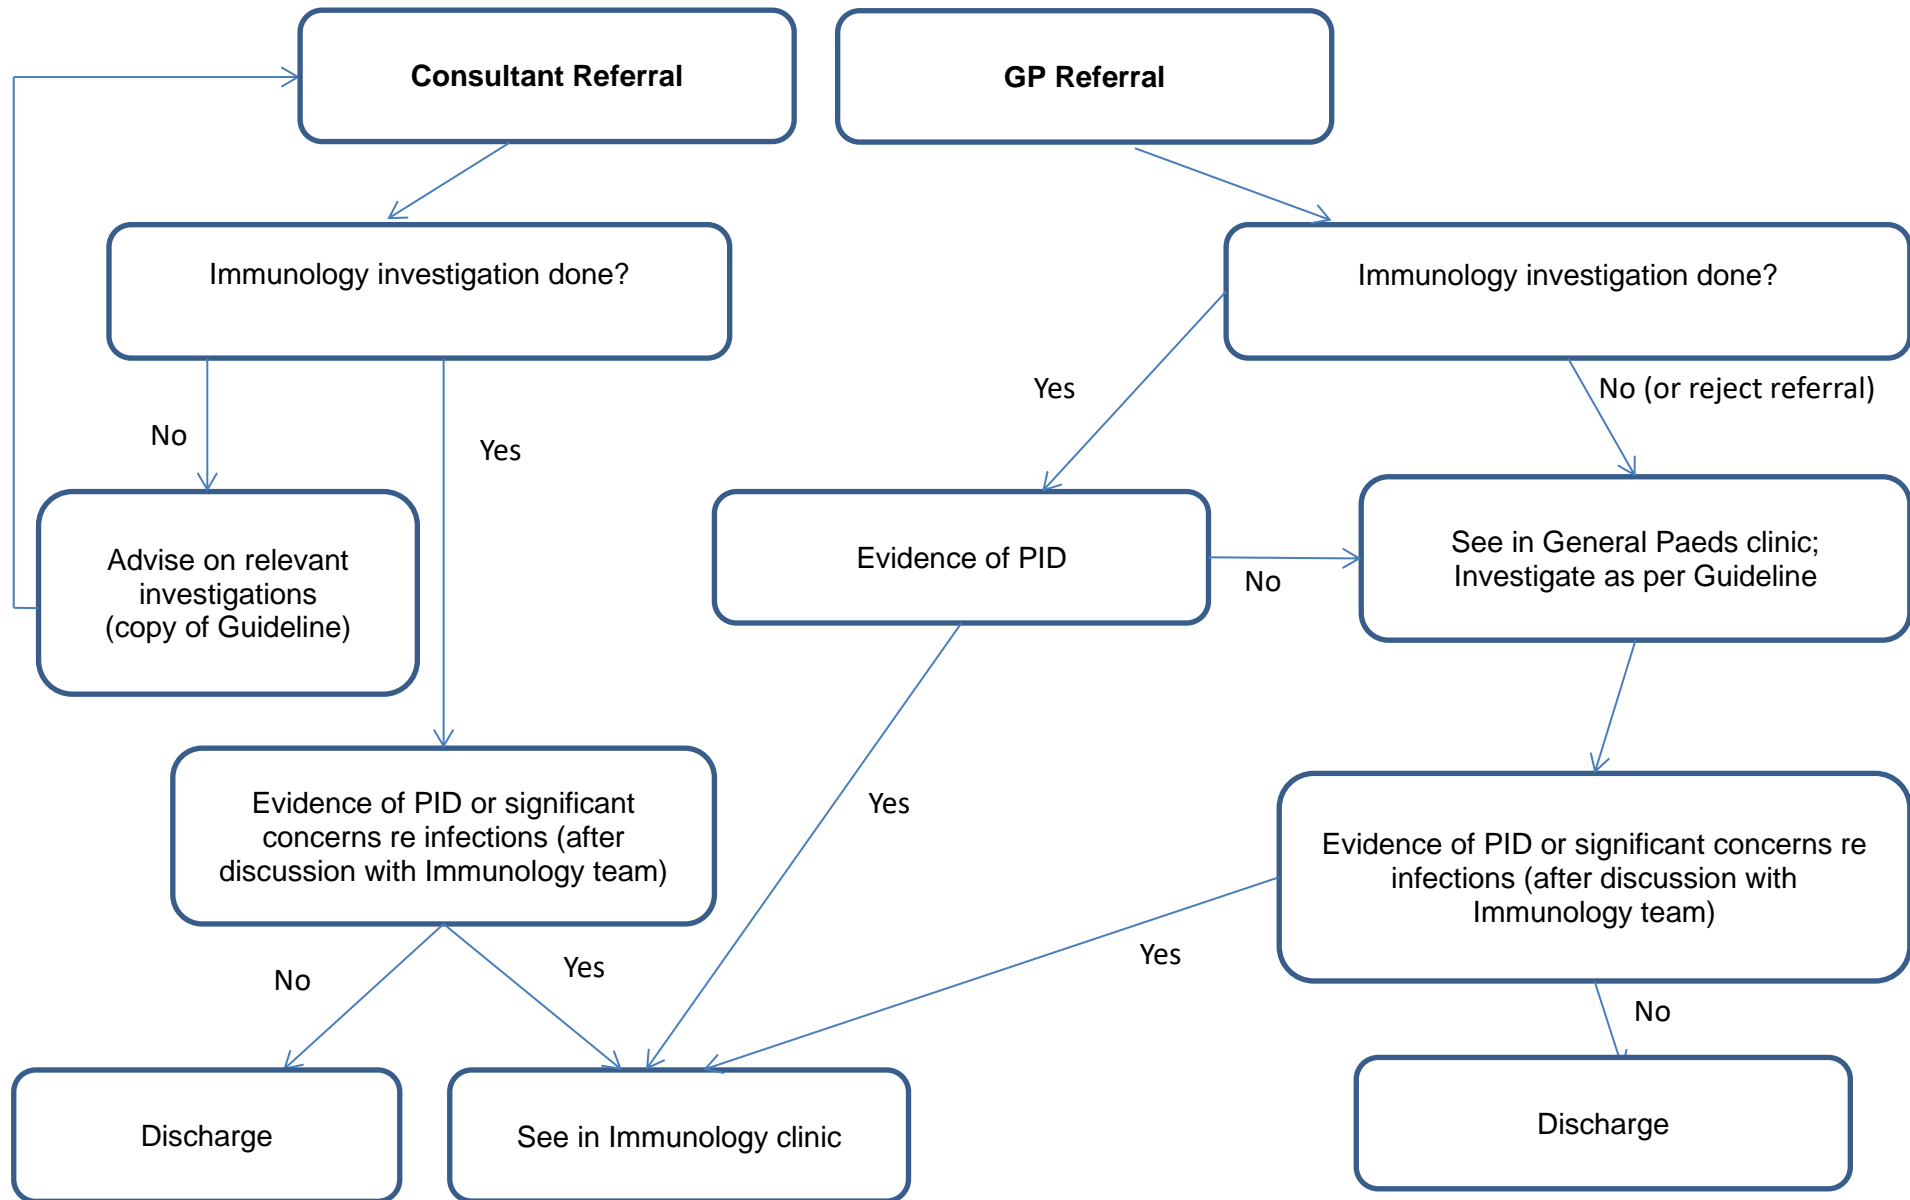 Consultant Referral
GP Referral
Immunology investigation done?
Immunology investigation done?
Yes
No (or reject referral)
No
Yes
Advise on relevant
investigations
(copy of Guideline)
Evidence of PID
No
See in General Paeds clinic;
Investigate as per Guideline
Evidence of PID or significant
concerns re infections (after
discussion with Immunology team)
Yes
Evidence of PID or significant concerns re
infections (after discussion with
Immunology team)
No
Yes
Yes
No
Discharge
See in Immunology clinic
Discharge